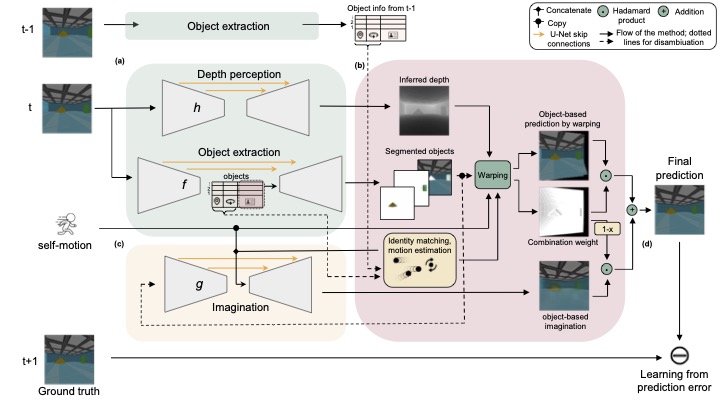 t-1
Object extraction
Object info from t-1
Concatenate
Copy
U-Net skip
connections
Hadamard
product
Addition
Flow of the method; dotted
lines for dismabiuation
(a)
(b)
t
Depth perception
h
Object extraction
f
objects
Inferred depth
Segmented objects
Warping
Object-based
prediction by warping
Combination weight
1-x
Final
prediction
(d)
self-motion
(c)
Identity matching,
motion estimation
g
Imagination
object-based
imagination
t+1
Ground truth
Learning from
prediction error